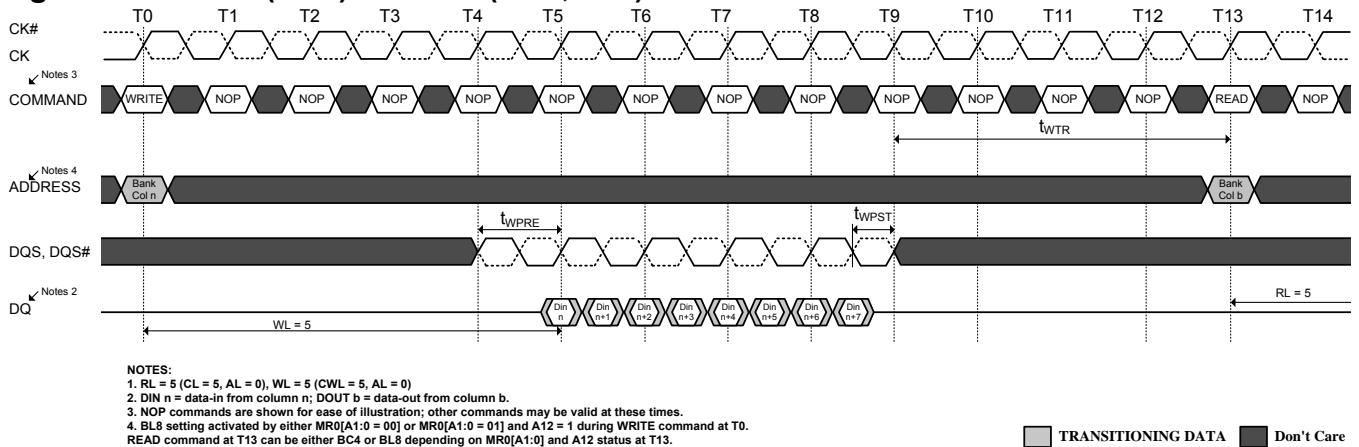 T0 T1 T2 T3 T4 T5 T6 T7 T8 T9 T10 T11 T12 T13 T14
CK#
CK
Notes 3
COMMAND WRITE NOP NOP NOP NOP NOP NOP NOP NOP NOP NOP NOP NOP READ NOP
tWTR
Notes 4
ADDRESS
Bank Bank
Col n Col b
tWPRE tWPST
DQS, DQS#
Notes 2
DQ
Din Din Din Din Din Din Din Din
n n+1 n+2 n+3 n+4 n+5 n+6 n+7
RL = 5
WL = 5
NOTES:
1. RL = 5 (CL = 5, AL = 0), WL = 5 (CWL = 5, AL = 0)
2. DIN n = data-in from column n; DOUT b = data-out from column b.
3. NOP commands are shown for ease of illustration; other commands may be valid at these times.
4. BL8 setting activated by either MR0[A1:0 = 00] or MR0[A1:0 = 01] and A12 = 1 during WRITE command at T0.
READ command at T13 can be either BC4 or BL8 depending on MR0[A1:0] and A12 status at T13.
TRANSITIONING DATA Don't Care